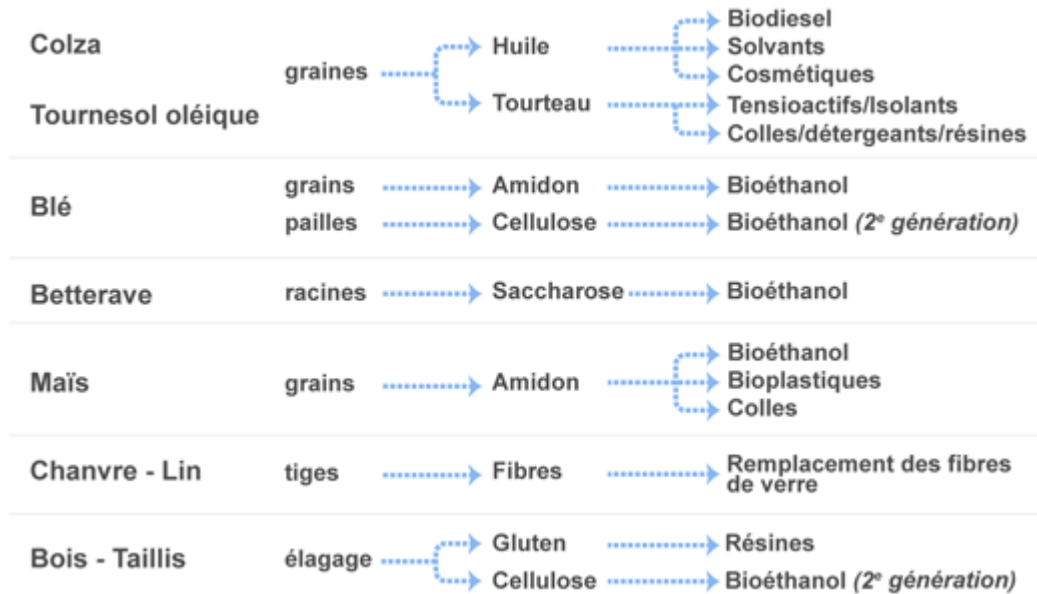 Colza
Tournesol oléique
graines
Huile
Tourteau
Biodiesel
Solvants
Cosmétiques
Tensioactifs/Isolants
Colles/détergeants/résines
Blé
grains
Amidon
Bioéthanol
pailles
Cellulose
Bioéthanol (2e génération)
Betterave
racines
Saccharose
Bioéthanol
Maïs
grains
Amidon
Bioéthanol
Bioplastiques
Colles
Chanvre - Lin
tiges
Fibres
Remplacement des fibres
de verre
Bois - Taillis
élagage
Gluten
Résines
Cellulose
Bioéthanol (2e génération)